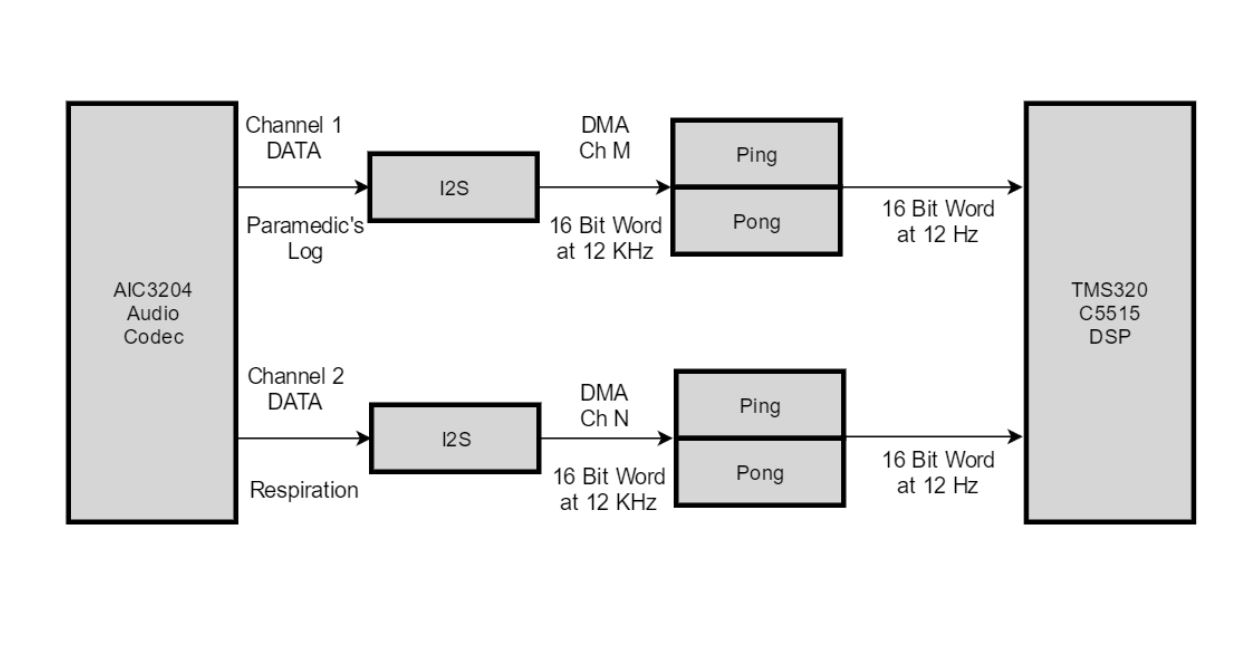 Channel 1
DATA
DMA
Ch M
Ping
I2S
Pong
16 Bit Word
at 12 Hz
Paramedic's
Log
16 Bit Word
at 12 KHz
AIC3204
Audio
Codec
TMS320
C5515
DSP
Channel 2
DATA
DMA
Ch N
Ping
I2S
Pong
16 Bit Word
at 12 Hz
Respiration
16 Bit Word
at 12 KHz